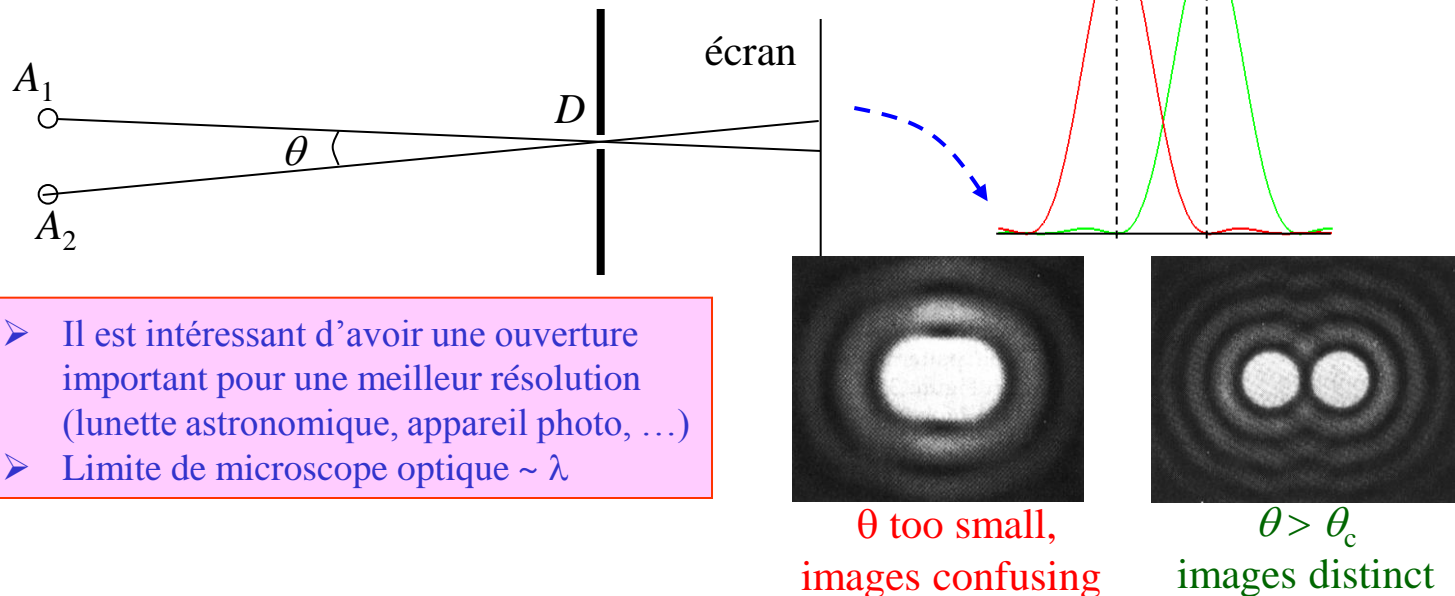 écran
A1
D
θ
A2
➢ Il est intéressant d'avoir une ouverture
important pour une meilleur résolution
(lunette astronomique, appareil photo, …)
➢ Limite de microscope optique ~ λ
θ too small,
images confusing
θ > θc
images distinct